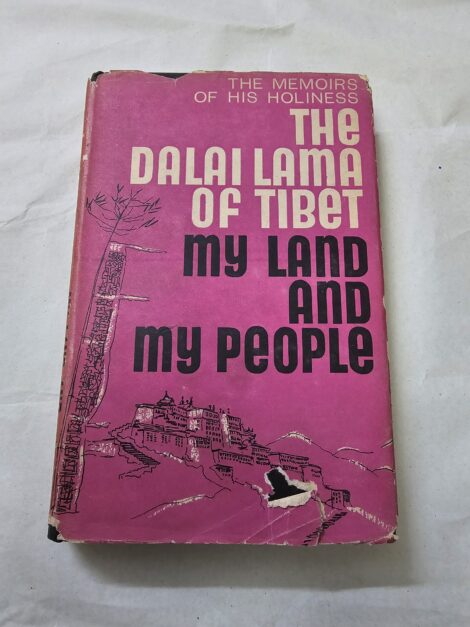 THE MEMOIRS
OF HIS HOLINESS
THE
DALAI LAMA
OF TIBET
MY LAND
AND
MY PEOPLE